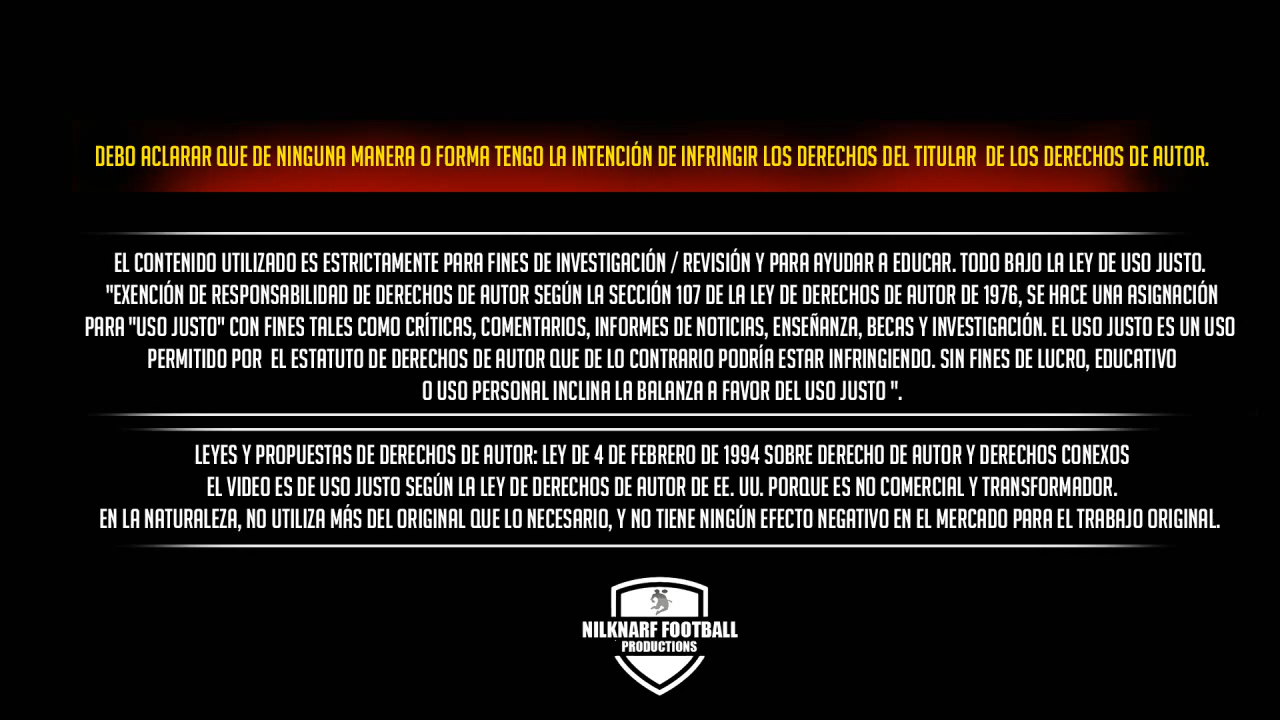 DEBO ACLARAR QUE DE NINGUNA MANERA O FORMA TENGO LA INTENCIÓN DE INFRINGIR LOS DERECHOS DEL TITULAR DE LOS DERECHOS DE AUTOR.
EL CONTENIDO UTILIZADO ES ESTRICTAMENTE PARA FINES DE INVESTIGACIÓN / REVISIÓN Y PARA AYUDAR A EDUCAR. TODO BAJO LA LEY DE USO JUSTO.
"EXENCIÓN DE RESPONSABILIDAD DE DERECHOS DE AUTOR SEGÚN LA SECCIÓN 107 DE LA LEY DE DERECHOS DE AUTOR DE 1976, SE HACE UNA ASIGNACIÓN
PARA "USO JUSTO" CON FINES TALES COMO CRÍTICAS, COMENTARIOS, INFORMES DE NOTICIAS, ENSEÑANZA, BECAS Y INVESTIGACIÓN. EL USO JUSTO ES UN USO
PERMITIDO POR EL ESTATUTO DE DERECHOS DE AUTOR QUE DE LO CONTRARIO PODRÍA ESTAR INFRINGIENDO. SIN FINES DE LUCRO, EDUCATIVO
O USO PERSONAL INCLINA LA BALANZA A FAVOR DEL USO JUSTO ".
LEYES Y PROPUESTAS DE DERECHOS DE AUTOR: LEY DE 4 DE FEBRERO DE 1994 SOBRE DERECHO DE AUTOR Y DERECHOS CONEXOS
EL VIDEO ES DE USO JUSTO SEGÚN LA LEY DE DERECHOS DE AUTOR DE EE. UU. PORQUE ES NO COMERCIAL Y TRANSFORMADOR.
EN LA NATURALEZA, NO UTILIZA MÁS DEL ORIGINAL QUE LO NECESARIO, Y NO TIENE NINGÚN EFECTO NEGATIVO EN EL MERCADO PARA EL TRABAJO ORIGINAL.
NILKNARF FOOTBALL
PRODUCTIONS